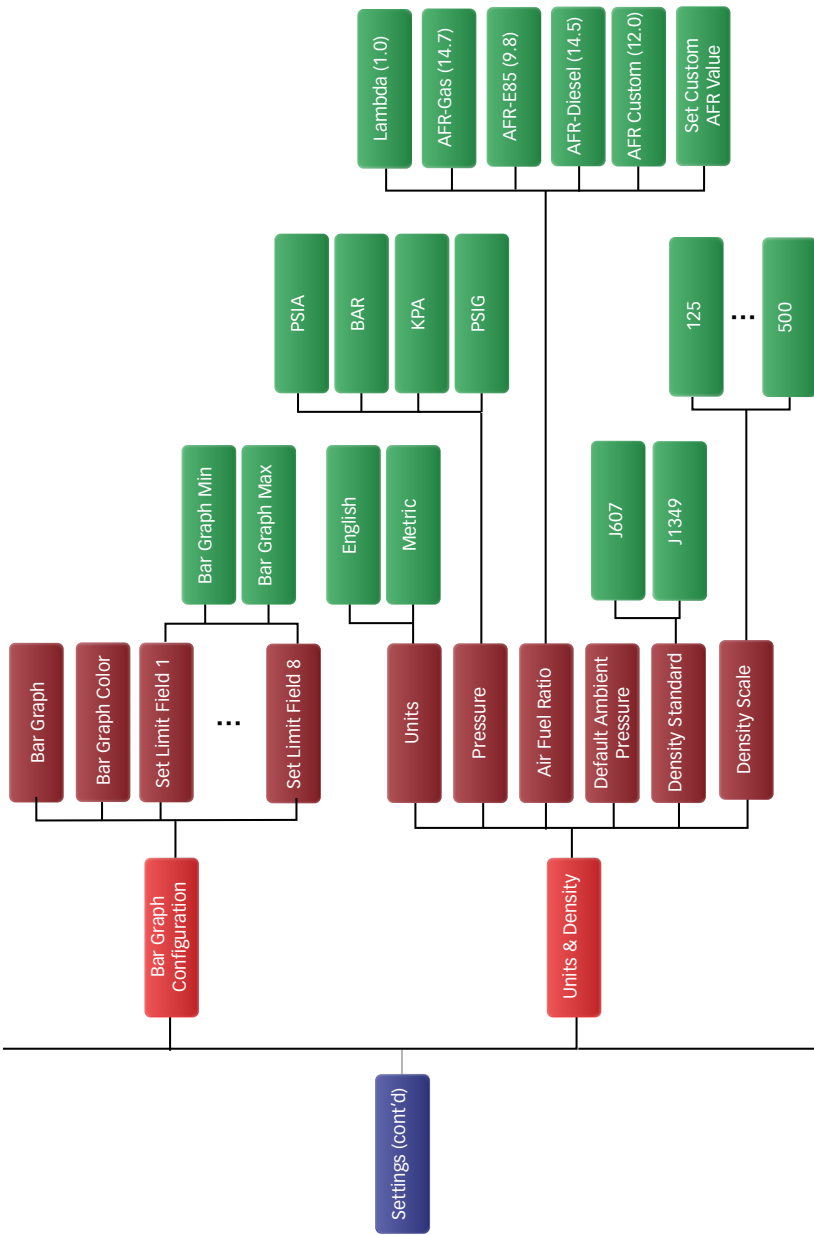 Settings (cont'd)
Bar Graph
Configuration
Bar Graph
Bar Graph Color
Set Limit Field 1
...
Set Limit Field 8
Bar Graph Min
Bar Graph Max
Units & Density
Units
English
Metric
Pressure
PSIA
BAR
KPA
PSIG
Air Fuel Ratio
Lambda (1.0)
AFR-Gas (14.7)
AFR-E85 (9.8)
AFR-Diesel (14.5)
AFR Custom (12.0)
Set Custom
AFR Value
Default Ambient
Pressure
Density Standard
J607
J1349
Density Scale
125
...
500